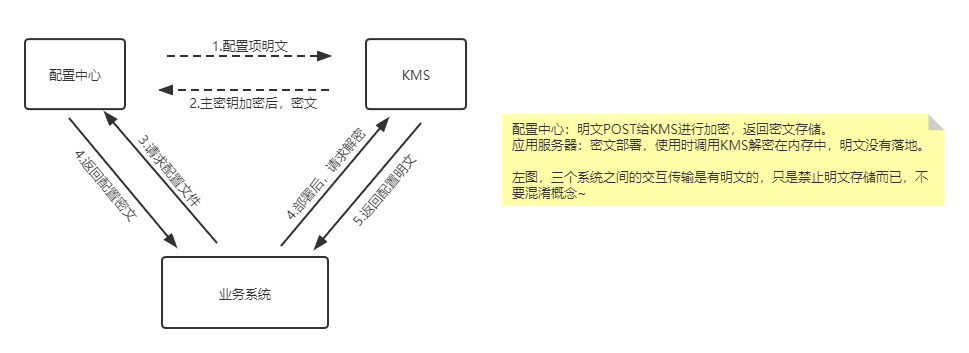 1.配置项明文
配置中心
KMS
2.主密钥加密后，密文
3.请求配置文件
4.返回配置密文
4.部署后，请求解密
5.返回配置明文
业务系统
配置中心：明文POST给KMS进行加密，返回密文存储。
应用服务器：密文部署，使用时调用KMS解密在内存中，明文没有落地。
左图，三个系统之间的交互传输是有明文的，只是禁止明文存储而已，不
要混淆概念~